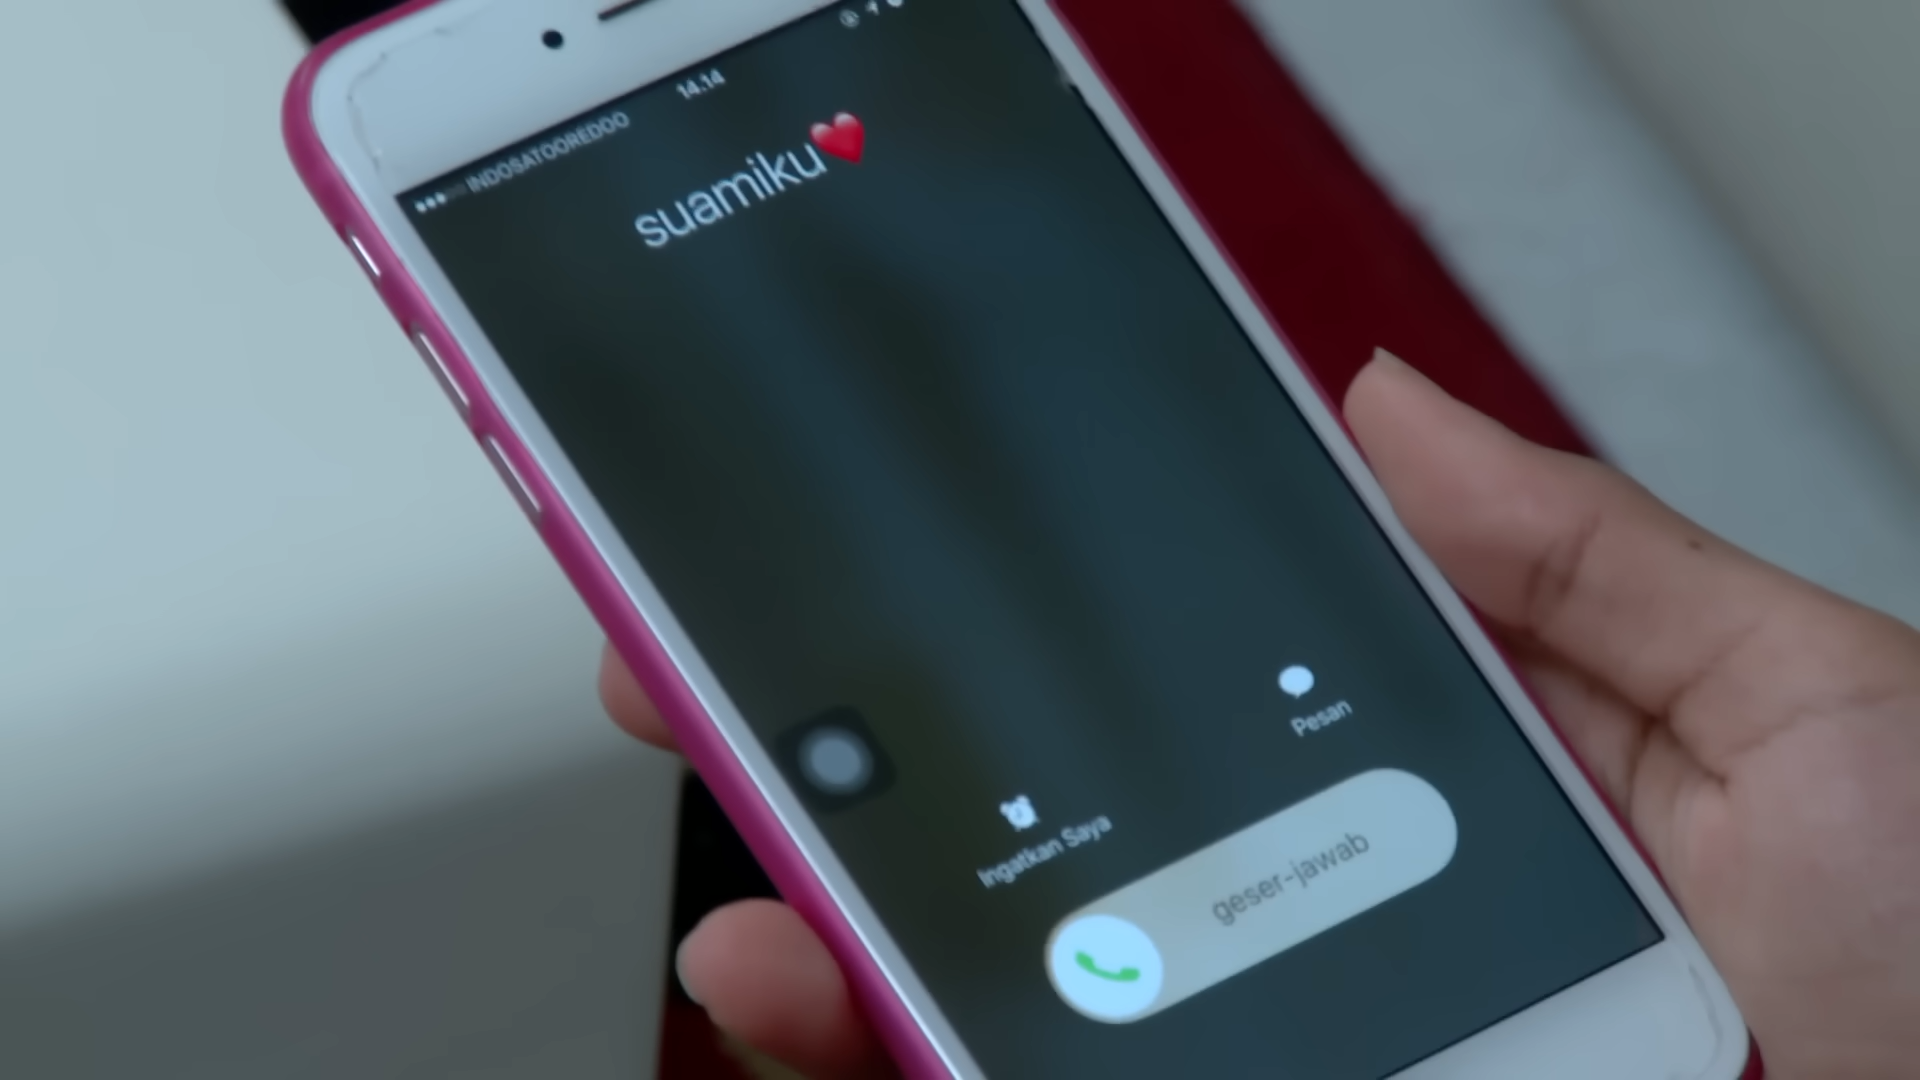 INDOSATOOREDOO 14.14
suamiku❤️
Ingatkan Saya
Pesan
geser-jawab